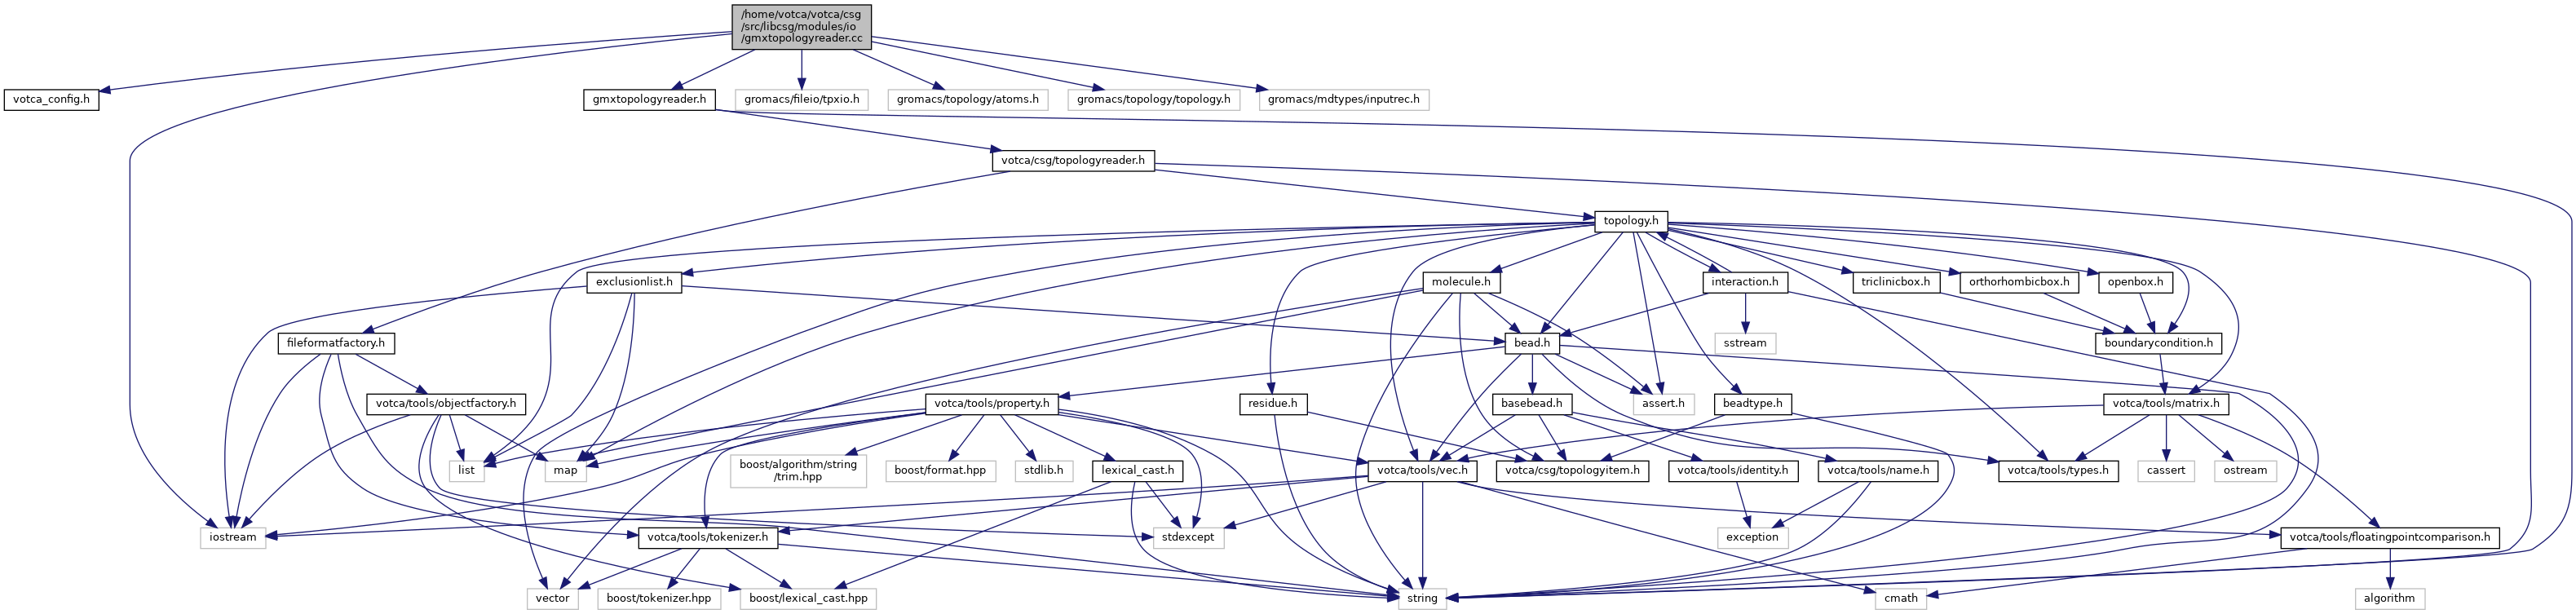 /home/votca/votca/csg
/src/libcsg/modules/io
/gmxtopologyreader.cc
votca_config.h
gmxtopologyreader.h
gromacs/fileio/tpxio.h
gromacs/topology/atoms.h
gromacs/topology/topology.h
gromacs/mdtypes/inputrec.h
votca/csg/topologyreader.h
topology.h
exclusionlist.h
molecule.h
interaction.h
triclinicbox.h
orthorhombicbox.h
openbox.h
fileformatfactory.h
bead.h
sstream
boundarycondition.h
votca/tools/objectfactory.h
votca/tools/property.h
residue.h
basebead.h
assert.h
beadtype.h
votca/tools/matrix.h
list
map
boost/algorithm/string
/trim.hpp
boost/format.hpp
stdlib.h
lexical_cast.h
votca/tools/vec.h
votca/csg/topologyitem.h
votca/tools/identity.h
votca/tools/name.h
votca/tools/types.h
cassert
ostream
iostream
votca/tools/tokenizer.h
stdexcept
exception
votca/tools/floatingpointcomparison.h
vector
boost/tokenizer.hpp
boost/lexical_cast.hpp
string
cmath
algorithm